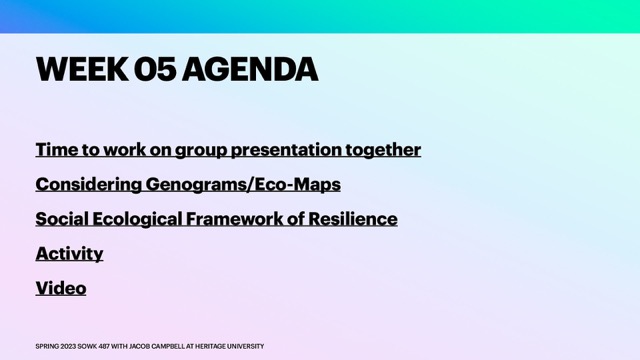 WEEK 05 AGENDA
Time to work on group presentation together
Considering Genograms/Eco-Maps
Social Ecological Framework of Resilience
Activity
Video
SPRING 2023 SOWK 487 WITH JACOB CAMPBELL AT HERITAGE UNIVERSITY